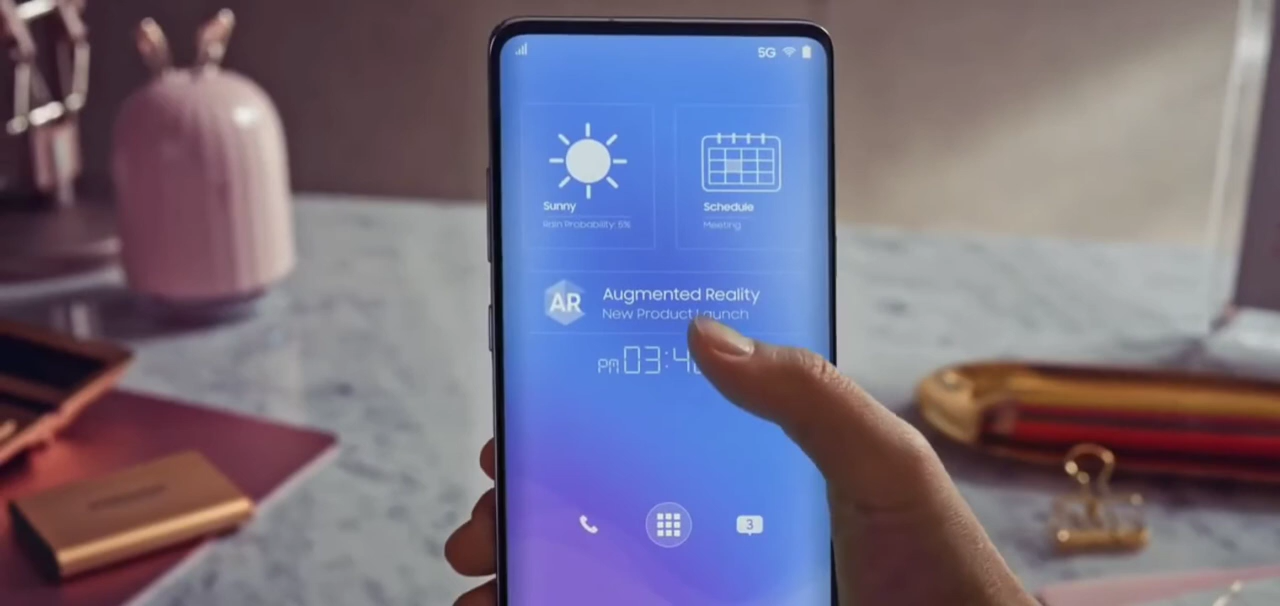 5G
Sunny
Rain Probability: 5%
Schedule
Meeting
AR
Augmented Reality
New Product Launch
PM 03:4
3